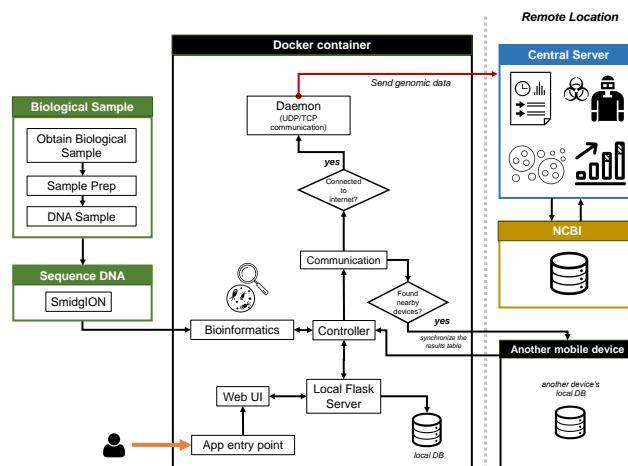 Remote Location
Docker container
Central Server
Send genomic data
Daemon
(UDP/TCP
communication)
Biological Sample
Obtain Biological
Sample
Sample Prep
DNA Sample
yes
Connected
to
internet?
NCBI
Sequence DNA
SmidgION
Communication
Found
nearby
devices?
yes
synchronize the
results table
Bioinformatics
Controller
Another mobile device
another device's
local DB
Web UI
Local Flask
Server
local DB
App entry point